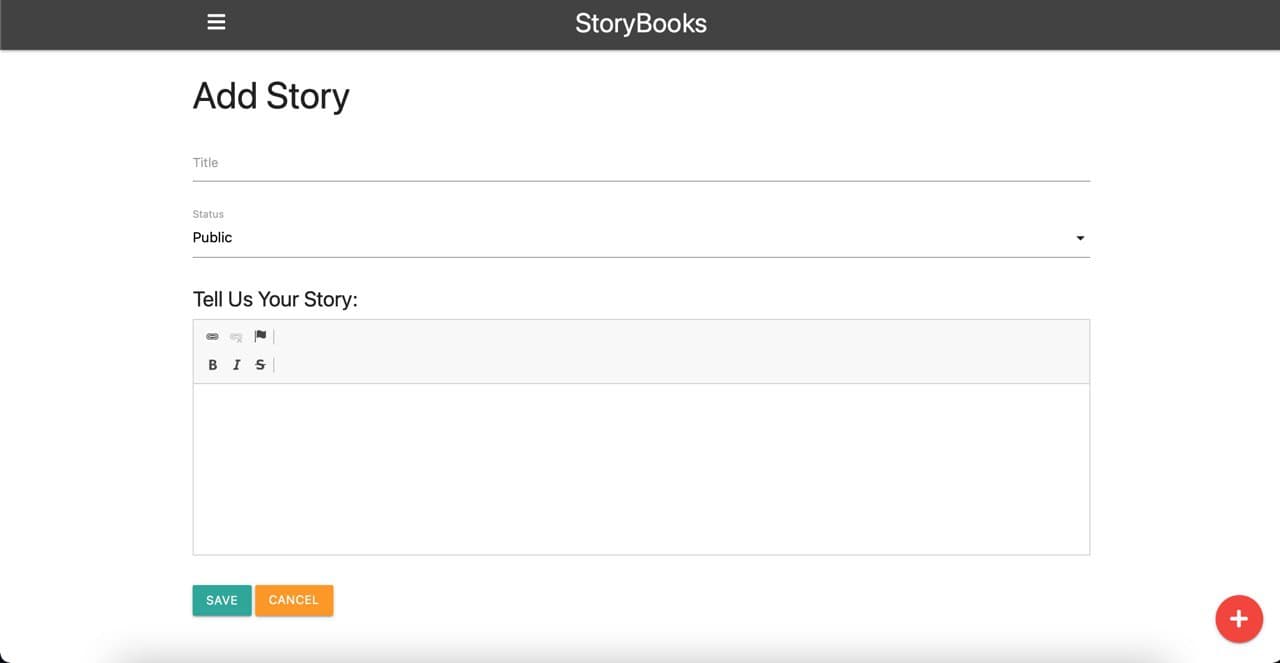 StoryBooks
Add Story
Title
Status
Public
Tell Us Your Story:
B I S
SAVE CANCEL